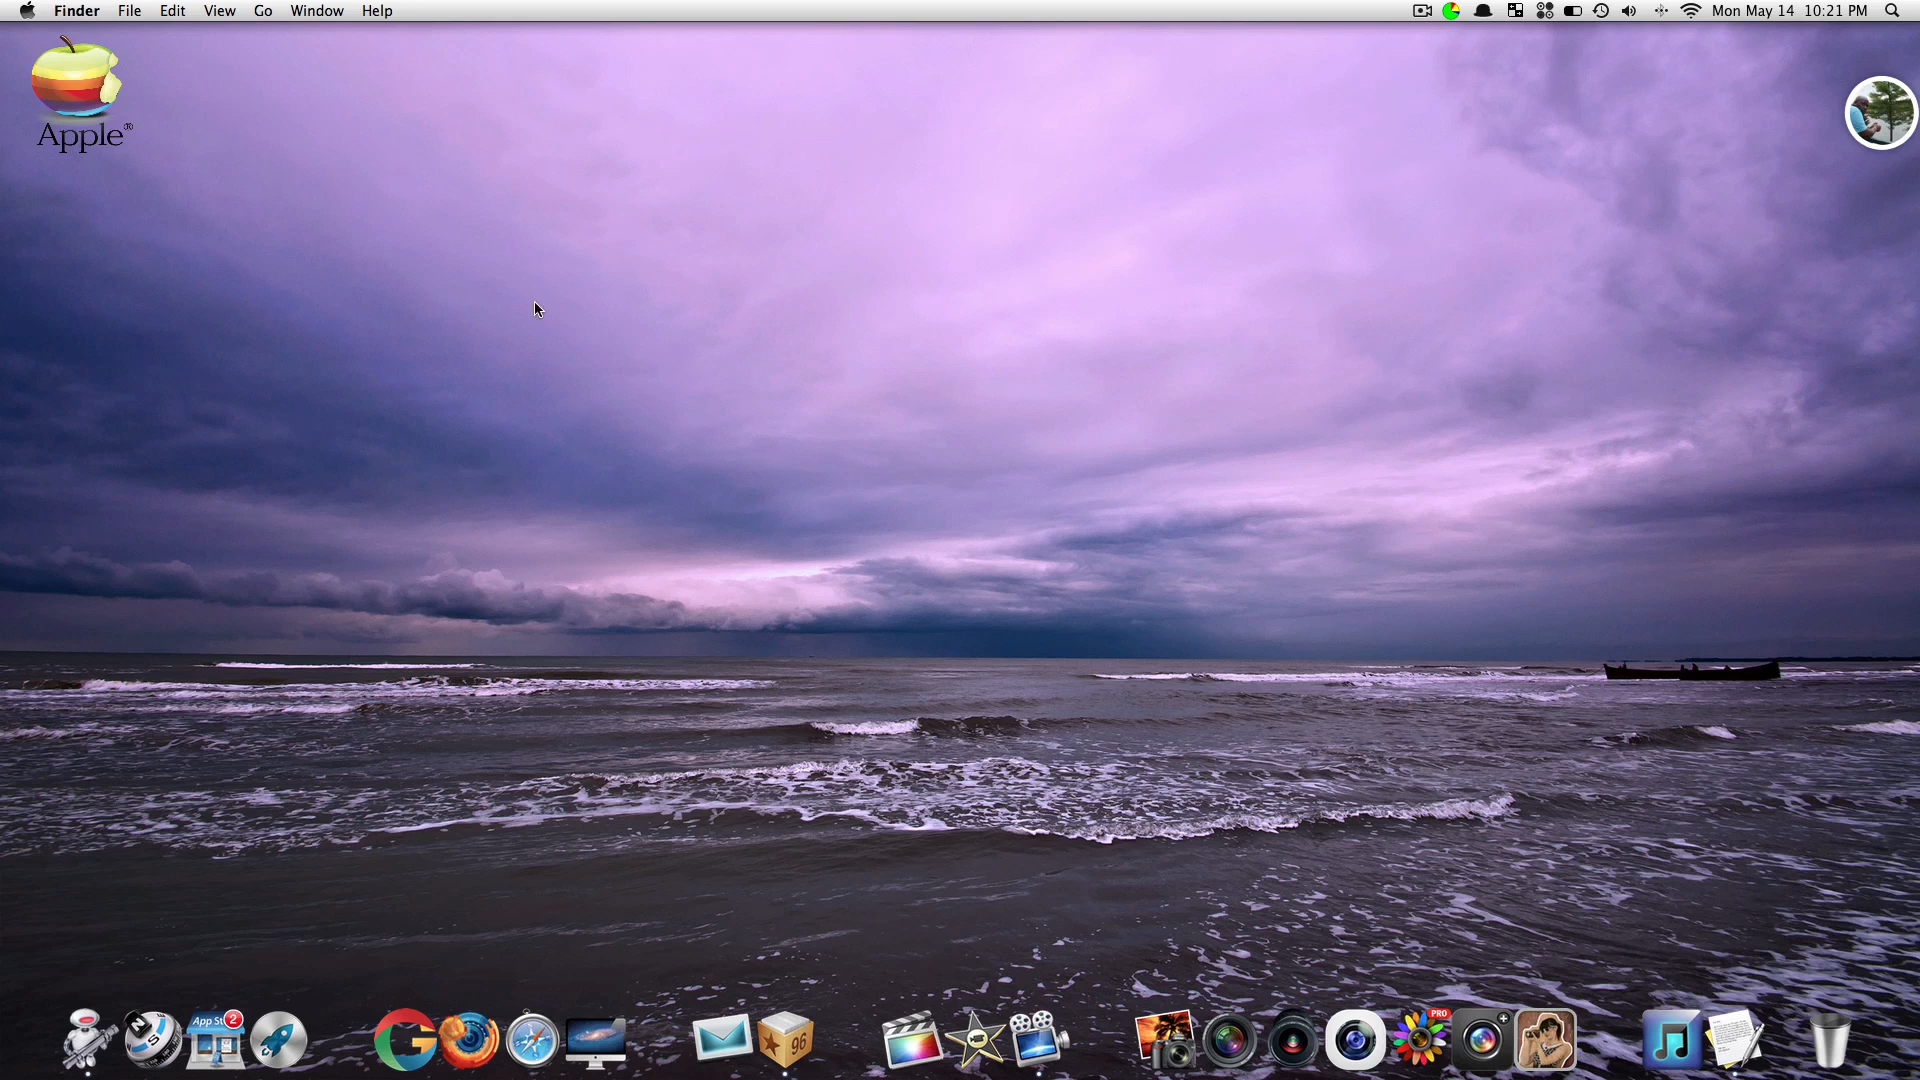 Finder File Edit View Go Window Help Mon May 14 10:21 PM
Apple®
App St 2
N
S
96
PRO